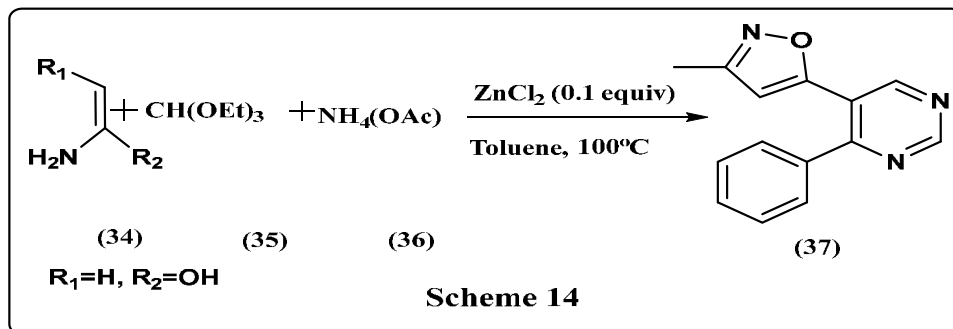 R1
+ CH(OEt)3 +NH4(OAc)
H2N R2
ZnCl2 (0.1 equiv)
Toluene, 100ºC
N O
N
N
(34) (35) (36) (37)
R1=H, R2=OH
Scheme 14